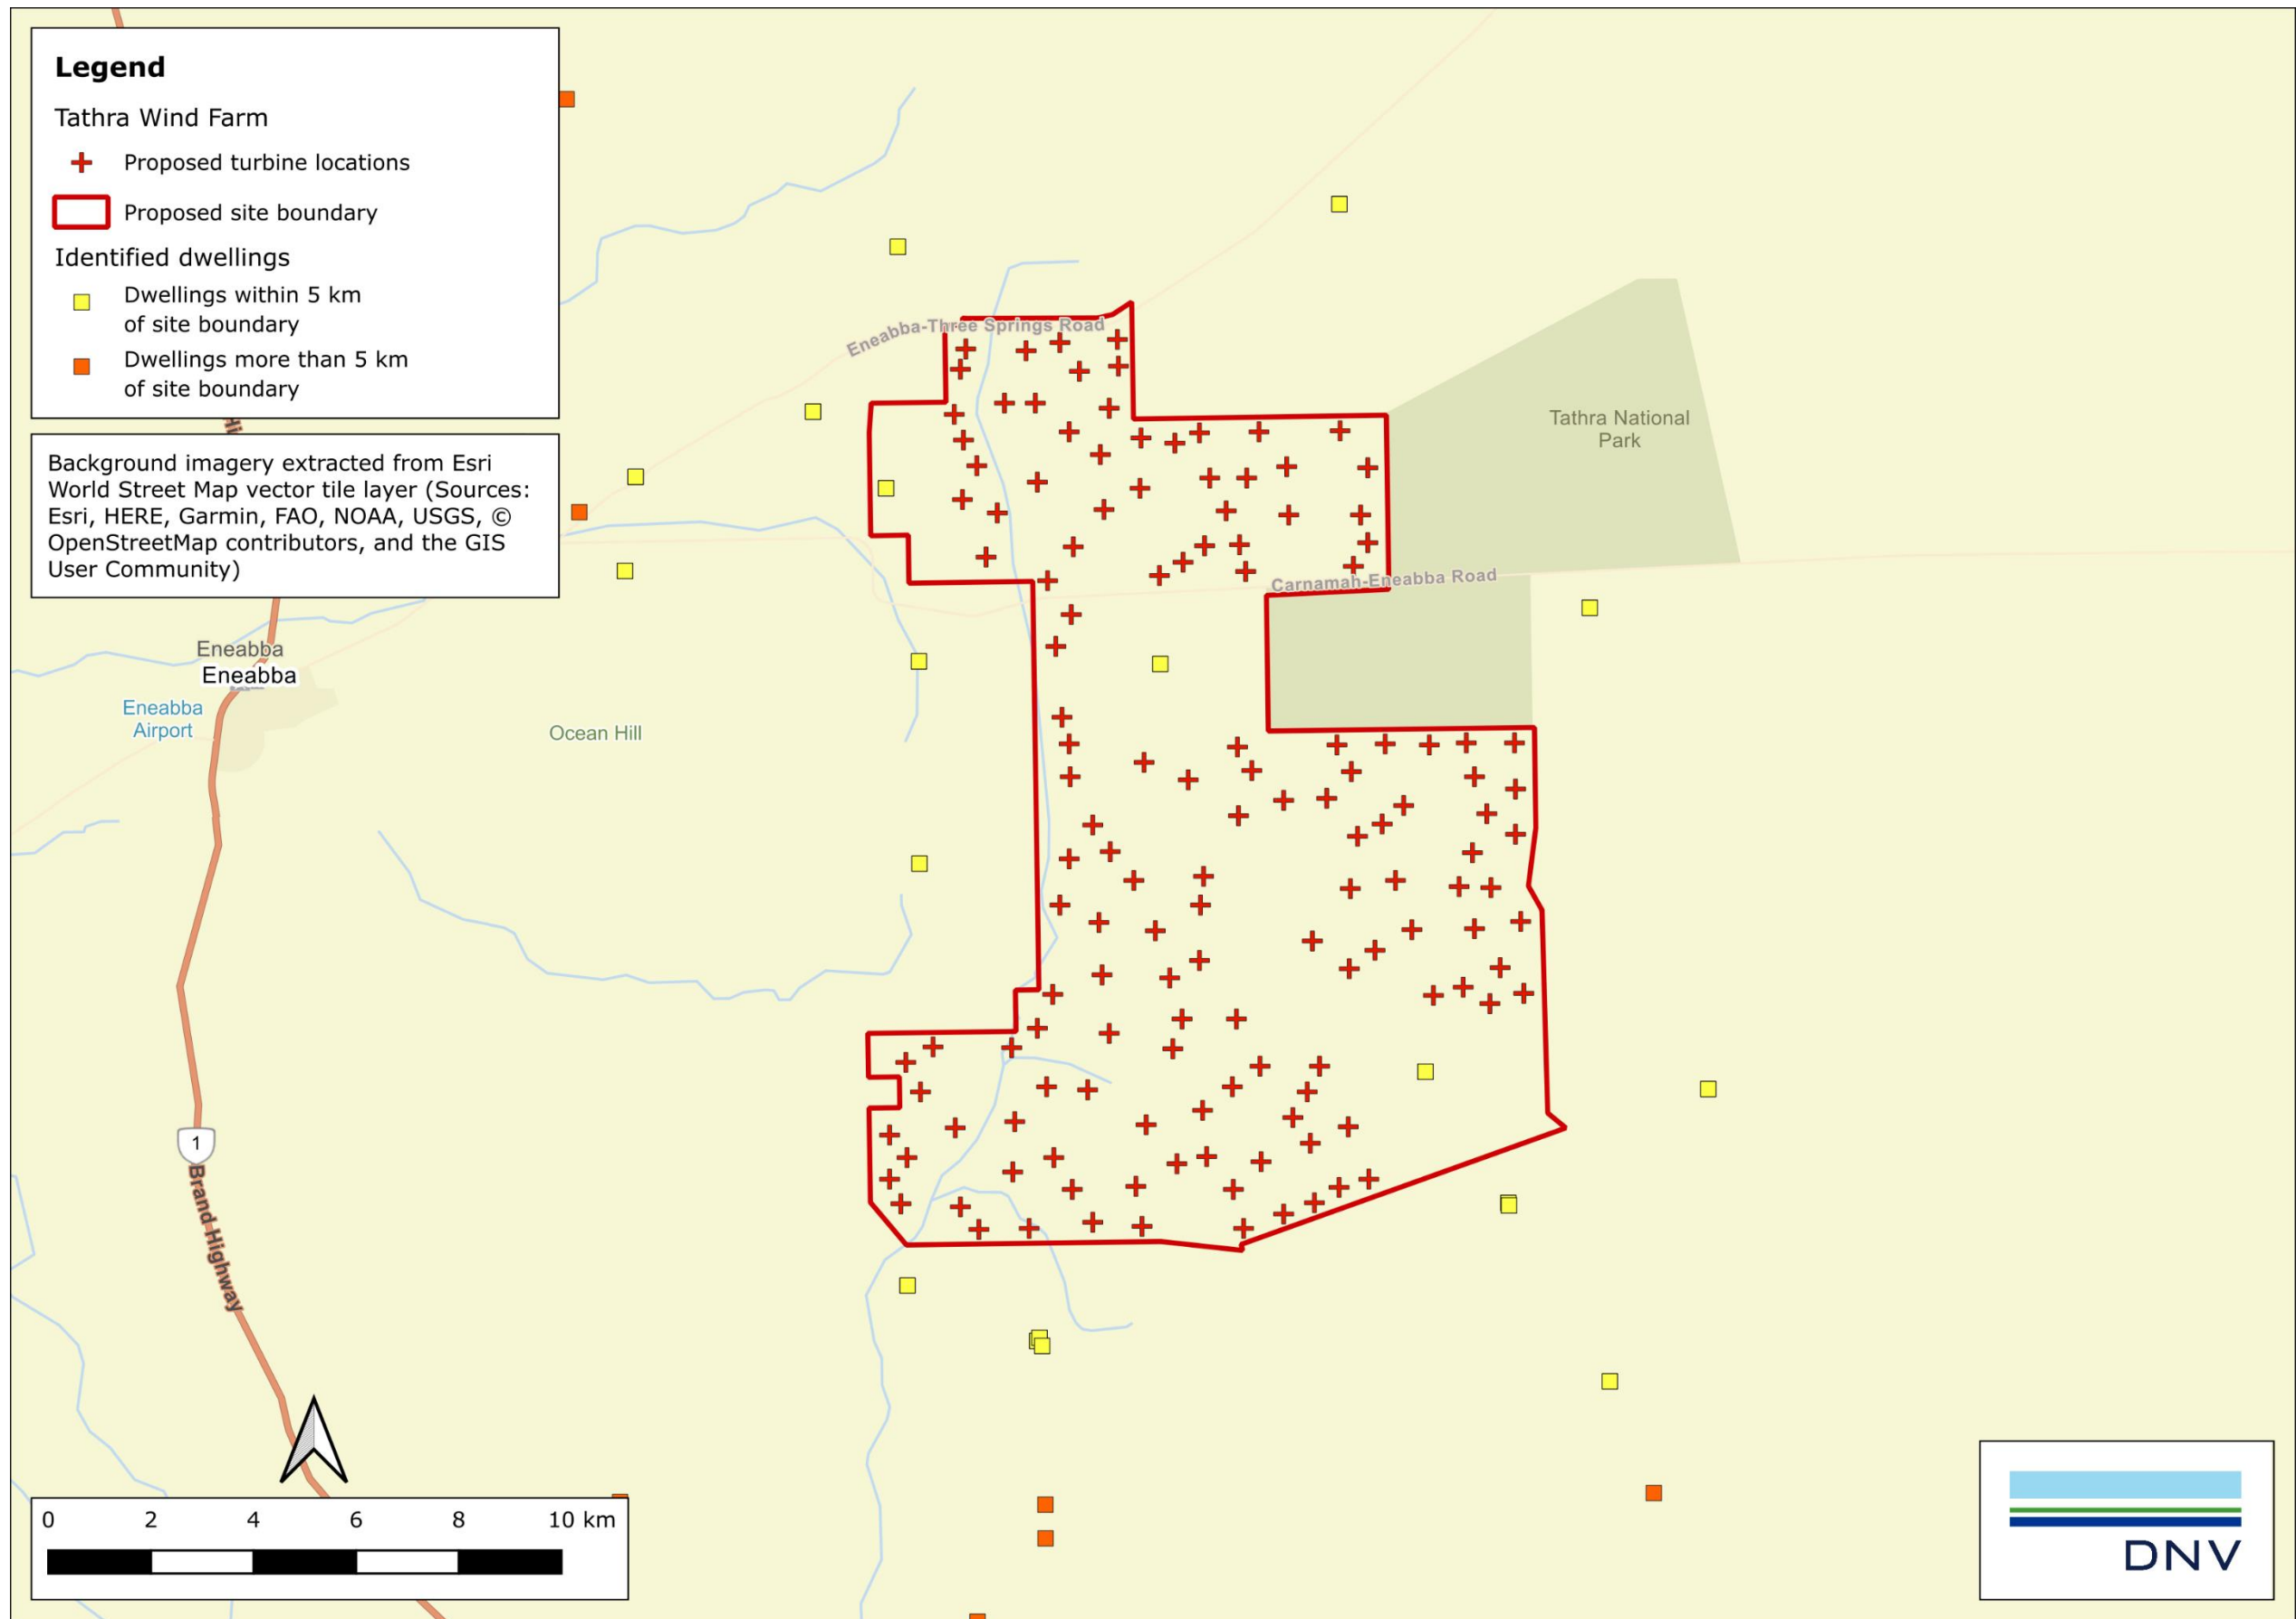 Legend
Tathra Wind Farm
Proposed turbine locations
Proposed site boundary
Identified dwellings
Dwellings within 5 km
of site boundary
Dwellings more than 5 km
of site boundary
Hi
Background imagery extracted from Esri
World Street Map vector tile layer (Sources:
Esri, HERE, Garmin, FAO, NOAA, USGS, ©
OpenStreetMap contributors, and the GIS
User Community)
Eneabba-Three Springs Road
Tathra National
Park
Carnamah-Eneabba Road
Eneabba
Eneabba
Eneabba
Airport
Ocean Hill
1
Brand Highway
0 2 4 6 8 10 km
DNV